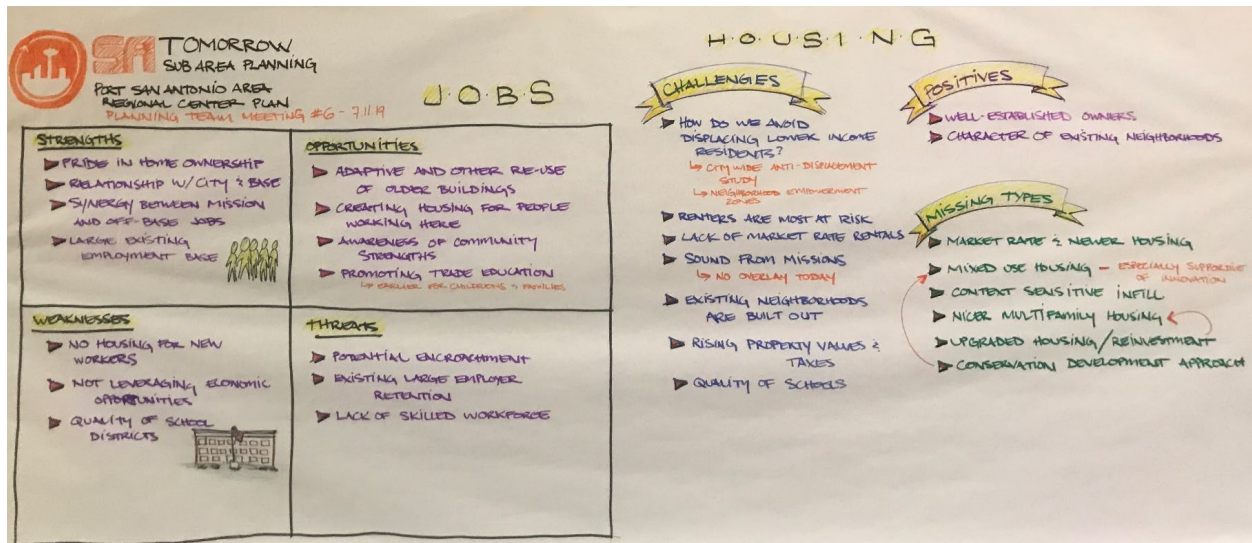 SA TOMORROW
SUB AREA PLANNING
PORT SAN ANTONIO AREA
REGIONAL CENTER PLAN
PLANNING TEAM MEETING #6 - 7.11.19
J.O.B.S
STRENGTHS
PRIDE IN HOME OWNERSHIP
RELATIONSHIP W/CITY & BASE
SYNERGY BETWEEN MISSION
AND OFF-BASE JOBS
LARGE EXISTING
EMPLOYMENT BASE
OPPORTUNITIES
ADAPTIVE AND OTHER RE-USE
OF OLDER BUILDINGS
CREATING HOUSING FOR PEOPLE
WORKING HERE
AWARENESS OF COMMUNITY
STRENGTHS
PROMOTING TRADE EDUCATION
↳ EARLIER FOR CHILDRENS & FAMILIES
WEAKNESSES
NO HOUSING FOR NEW
WORKERS
NOT LEVERAGING ECONOMIC
OPPORTUNITIES
QUALITY OF SCHOOL
DISTRICTS
THREATS
POTENTIAL ENCROACHMENT
EXISTING LARGE EMPLOYER
RETENTION
LACK OF SKILLED WORKFORCE
H.O.U.S.I.N.G
CHALLENGES
HOW DO WE AVOID
DISPLACING LOWER INCOME
RESIDENTS?
↳ CITY WIDE ANTI-DISPLACEMENT
STUDY
↳ NEIGHBORHOOD EMPOWERMENT
ZONES
RENTERS ARE MOST AT RISK
LACK OF MARKET RATE RENTALS
SOUND FROM MISSIONS
↳ NO OVERLAY TODAY
EXISTING NEIGHBORHOODS
ARE BUILT OUT
RISING PROPERTY VALUES &
TAXES
QUALITY OF SCHOOLS
POSITIVES
WELL-ESTABLISHED OWNERS
CHARACTER OF EXISTING NEIGHBORHOODS
MISSING TYPES
MARKET RATE & NEWER HOUSING
MIXED USE HOUSING — ESPECIALLY SUPPORTIVE
OF INNOVATION
CONTEXT SENSITIVE INFILL
NICER MULTIFAMILY HOUSING
UPGRADED HOUSING/REINVESTMENT
CONSERVATION DEVELOPMENT APPROACH